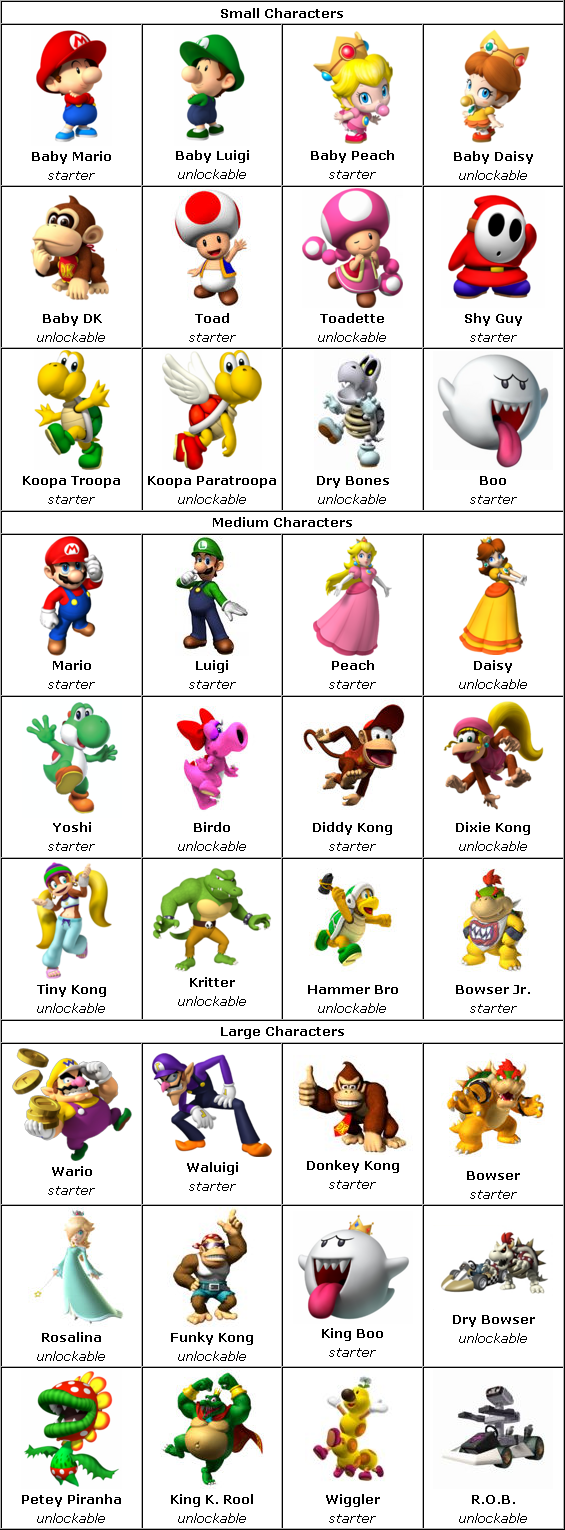 Small Characters
Baby Mario
starter
Baby Luigi
unlockable
Baby Peach
starter
Baby Daisy
unlockable
Baby DK
unlockable
Toad
starter
Toadette
unlockable
Shy Guy
starter
Koopa Troopa
starter
Koopa Paratroopa
unlockable
Dry Bones
unlockable
Boo
starter
Medium Characters
Mario
starter
Luigi
starter
Peach
starter
Daisy
unlockable
Yoshi
starter
Birdo
unlockable
Diddy Kong
starter
Dixie Kong
unlockable
Tiny Kong
unlockable
Kritter
unlockable
Hammer Bro
unlockable
Bowser Jr.
starter
Large Characters
Wario
starter
Waluigi
starter
Donkey Kong
starter
Bowser
starter
Rosalina
unlockable
Funky Kong
unlockable
King Boo
starter
Dry Bowser
unlockable
Petey Piranha
unlockable
King K. Rool
unlockable
Wiggler
starter
R.O.B.
unlockable